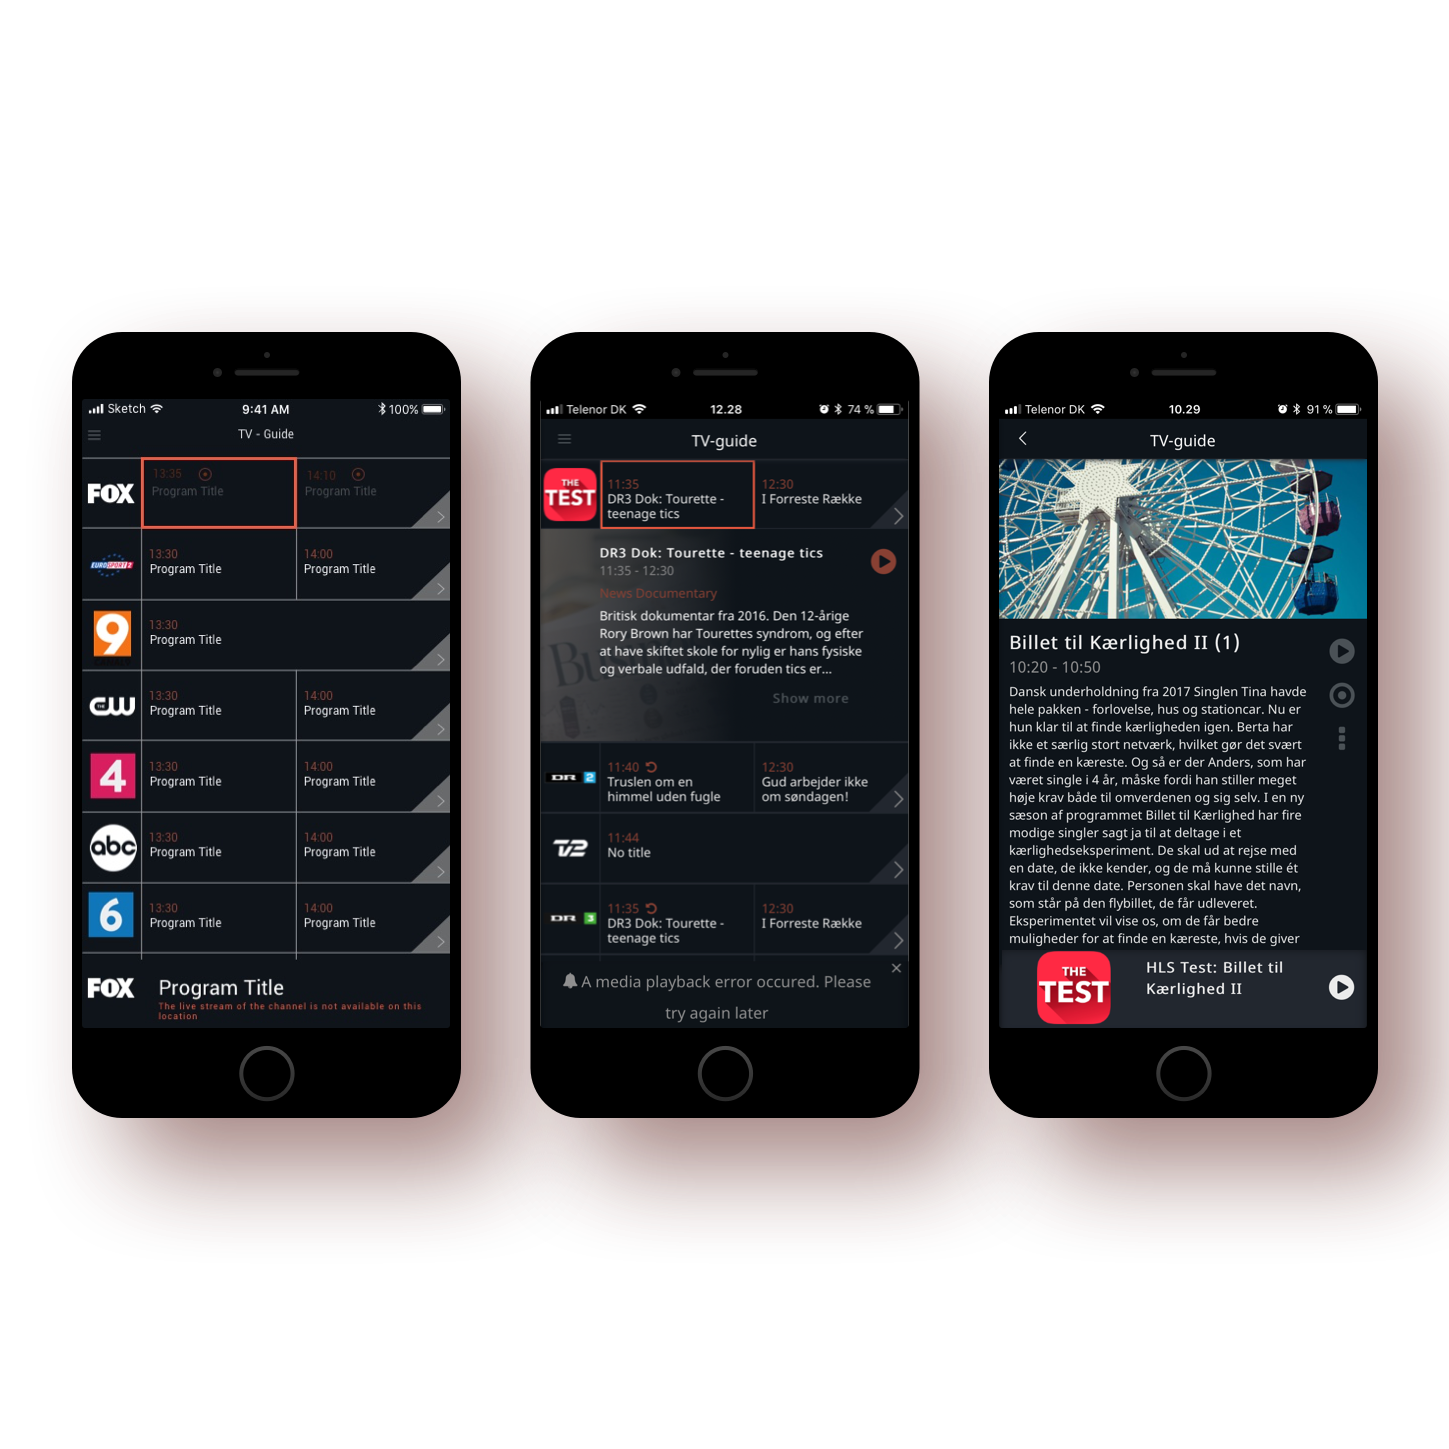 Sketch
9:41 AM
100%
TV - Guide
FOX
13:35
Program Title
14:10
Program Title
EUROSPORT 2
13:30
Program Title
14:00
Program Title
9
13:30
Program Title
THE CW
13:30
Program Title
14:00
Program Title
4
13:30
Program Title
14:00
Program Title
abc
13:30
Program Title
14:00
Program Title
6
13:30
Program Title
14:00
Program Title
FOX
Program Title
The live stream of the channel is not available on this
location
Telenor DK
12.28
74 %
TV-guide
THE
TEST
11:35
DR3 Dok: Tourette -
teenage tics
12:30
I Forreste Række
DR3 Dok: Tourette - teenage tics
11:35 - 12:30
News Documentary
Britisk dokumentar fra 2016. Den 12-årige
Rory Brown har Tourettes syndrom, og efter
at have skiftet skole for nylig er hans fysiske
og verbale udfald, der foruden tics er...
Show more
DR 2
11:40
Truslen om en
himmel uden fugle
12:30
Gud arbejder ikke
om søndagen!
TV2
11:44
No title
DR 3
11:35
DR3 Dok: Tourette -
teenage tics
12:30
I Forreste Række
A media playback error occured. Please
try again later
Telenor DK
10.29
91 %
TV-guide
Billet til Kærlighed II (1)
10:20 - 10:50
Dansk underholdning fra 2017 Singlen Tina havde
hele pakken - forlovelse, hus og stationcar. Nu er
hun klar til at finde kærligheden igen. Berta har
ikke et særlig stort netværk, hvilket gør det svært
at finde en kæreste. Og så er der Anders, som har
været single i 4 år, måske fordi han stiller meget
høje krav både til omverdenen og sig selv. I en ny
sæson af programmet Billet til Kærlighed har fire
modige singler sagt ja til at deltage i et
kærlighedseksperiment. De skal ud at rejse med
en date, de ikke kender, og de må kunne stille ét
krav til denne date. Personen skal have det navn,
som står på den flybillet, de får udleveret.
Eksperimentet vil vise os, om de får bedre
muligheder for at finde en kæreste, hvis de giver
THE
TEST
HLS Test: Billet til
Kærlighed II